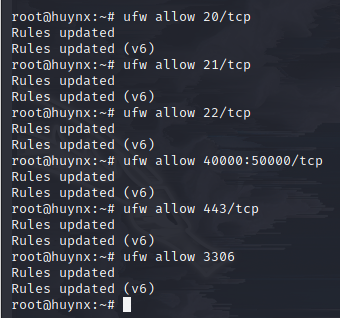 root@huynx:~# ufw allow 20/tcp
Rules updated
Rules updated (v6)
root@huynx:~# ufw allow 21/tcp
Rules updated
Rules updated (v6)
root@huynx:~# ufw allow 22/tcp
Rules updated
Rules updated (v6)
root@huynx:~# ufw allow 40000:50000/tcp
Rules updated
Rules updated (v6)
root@huynx:~# ufw allow 443/tcp
Rules updated
Rules updated (v6)
root@huynx:~# ufw allow 3306
Rules updated
Rules updated (v6)
root@huynx:~#